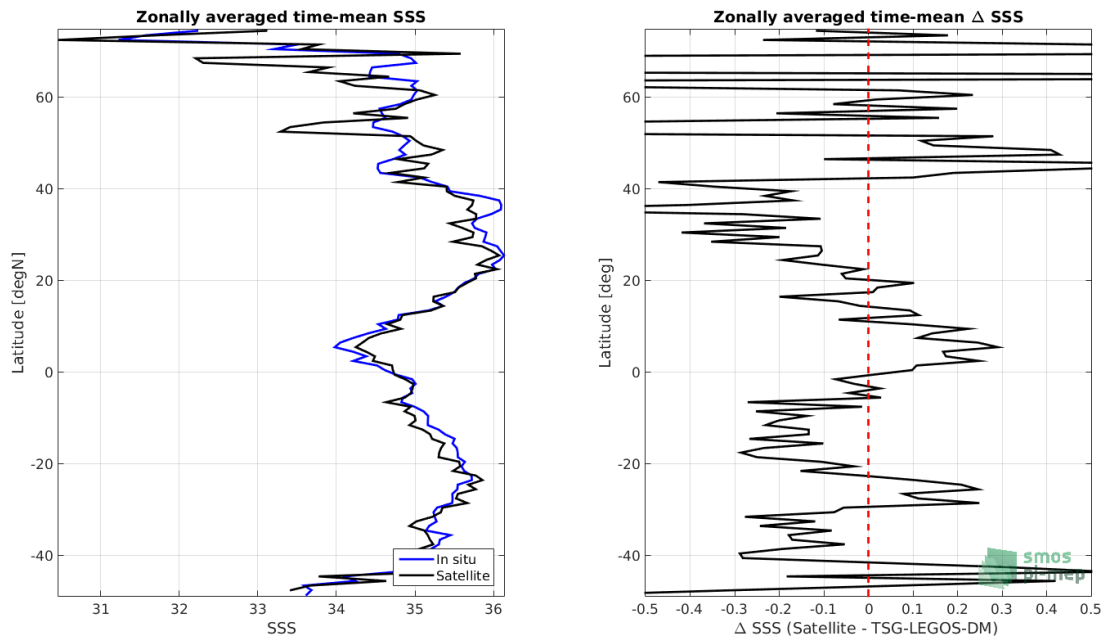 Zonally averaged time-mean SSS
60
40
20
0
-20
-40
Latitude [degN]
31
32
33
34
35
36
SSS
In situ
Satellite
Zonally averaged time-mean Δ SSS
60
40
20
0
-20
-40
Latitude [deg]
-0.5
-0.4
-0.3
-0.2
-0.1
0
0.1
0.2
0.3
0.4
0.5
Δ SSS (Satellite - TSG-LEGOS-DM)
smos
pi-mep